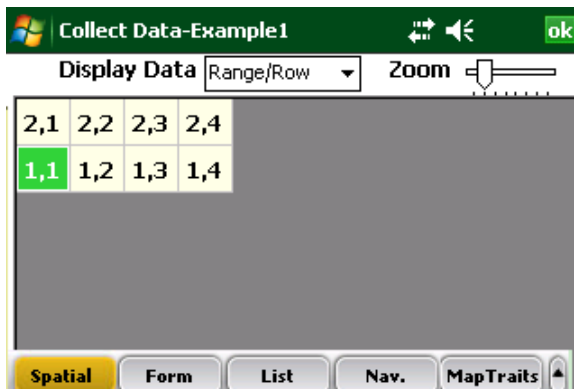 Collect Data-Example1 ok
Display Data Range/Row Zoom
2,1 2,2 2,3 2,4
1,1 1,2 1,3 1,4
Spatial Form List Nav. MapTraits